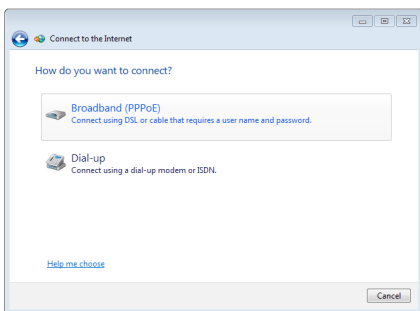 Connect to the Internet
How do you want to connect?
Broadband (PPPoE)
Connect using DSL or cable that requires a user name and password.
Dial-up
Connect using a dial-up modem or ISDN.
Help me choose
Cancel